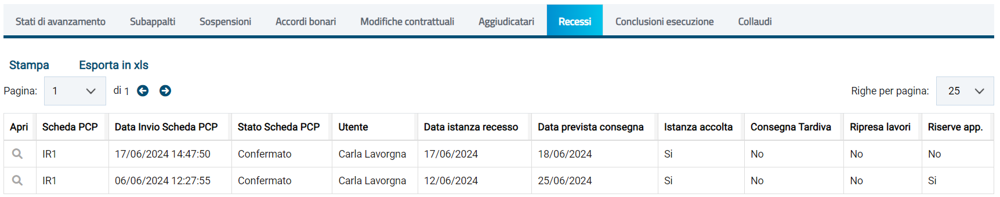 Stati di avanzamento Subappalti Sospensioni Accordi bonari Modifiche contrattuali Aggiudicatari Recessi Conclusioni esecuzione Collaudi
Stampa Esporta in xls
Pagina: 1 di 1 Righe per pagina: 25
Apri Scheda PCP Data Invio Scheda PCP Stato Scheda PCP Utente Data istanza recesso Data prevista consegna Istanza accolta Consegna Tardiva Ripresa lavori Riserve app.
IR1 17/06/2024 14:47:50 Confermato Carla Lavorgna 17/06/2024 18/06/2024 Si No No No
IR1 06/06/2024 12:27:55 Confermato Carla Lavorgna 12/06/2024 25/06/2024 Si No No Si